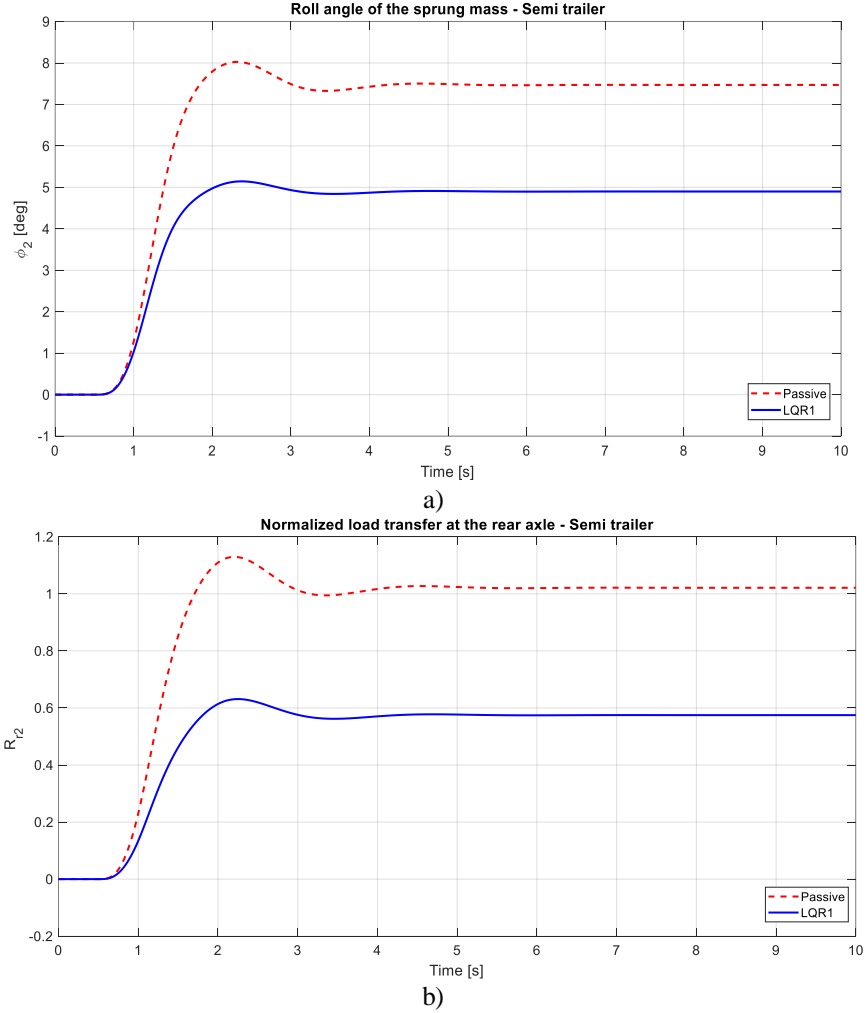 Roll angle of the sprung mass - Semi trailer
9
8
7
6
5
4
3
2
1
0
-1
ϕ2 [deg]
Passive
LQR1
0 1 2 3 4 5 6 7 8 9 10
Time [s]
a)
Normalized load transfer at the rear axle - Semi trailer
1.2
1
0.8
0.6
0.4
0.2
0
-0.2
Rr2
Passive
LQR1
0 1 2 3 4 5 6 7 8 9 10
Time [s]
b)